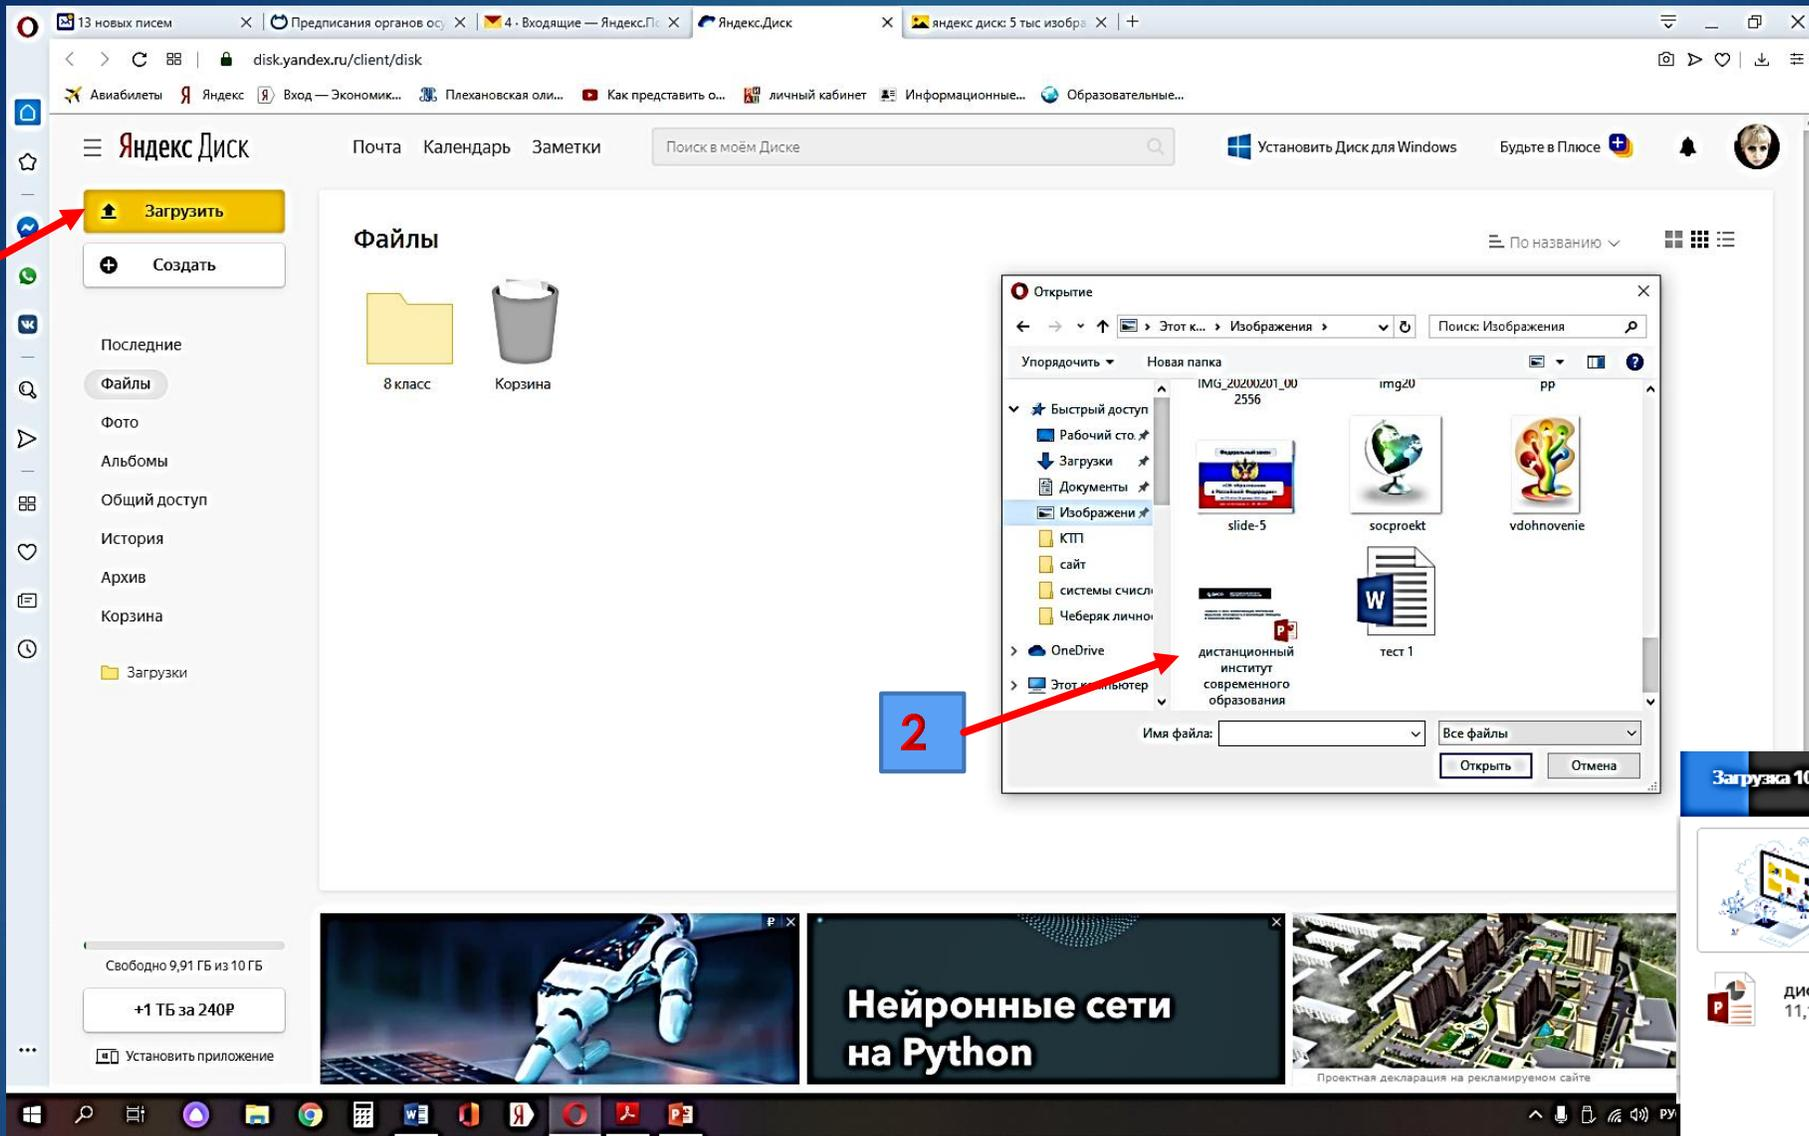 13 новых писем
Предписания органов осу
4 · Входящие — Яндекс.По
Яндекс.Диск
яндекс диск: 5 тыс изобра
disk.yandex.ru/client/disk
Авиабилеты
Я Яндекс
Я Вход — Экономик...
Плехановская оли...
Как представить о...
личный кабинет
Информационные...
Образовательные...
Яндекс Диск
Почта Календарь Заметки
Поиск в моём Диске
Установить Диск для Windows
Будьте в Плюсе
Загрузить
Создать
Последние
Файлы
Фото
Альбомы
Общий доступ
История
Архив
Корзина
Загрузки
Свободно 9,91 ГБ из 10 ГБ
+1 ТБ за 240₽
Установить приложение
Файлы
По названию
8 класс
Корзина
Открытие
Этот к... › Изображения ›
Поиск: Изображения
Упорядочить
Новая папка
Быстрый доступ
Рабочий сто.
Загрузки
Документы
Изображени
КТП
сайт
системы счисл
Чеберяк лично
OneDrive
Этот компьютер
IMG_20200201_00
2556
img20
pp
Федеральный закон
slide-5
socproekt
vdohnovenie
дистанционный
институт
современного
образования
W
тест 1
P
Имя файла:
Все файлы
Открыть
Отмена
2
Загрузка 10
P
дис
11,
₽
Нейронные сети
на Python
Проектная декларация на рекламируемом сайте
РУ